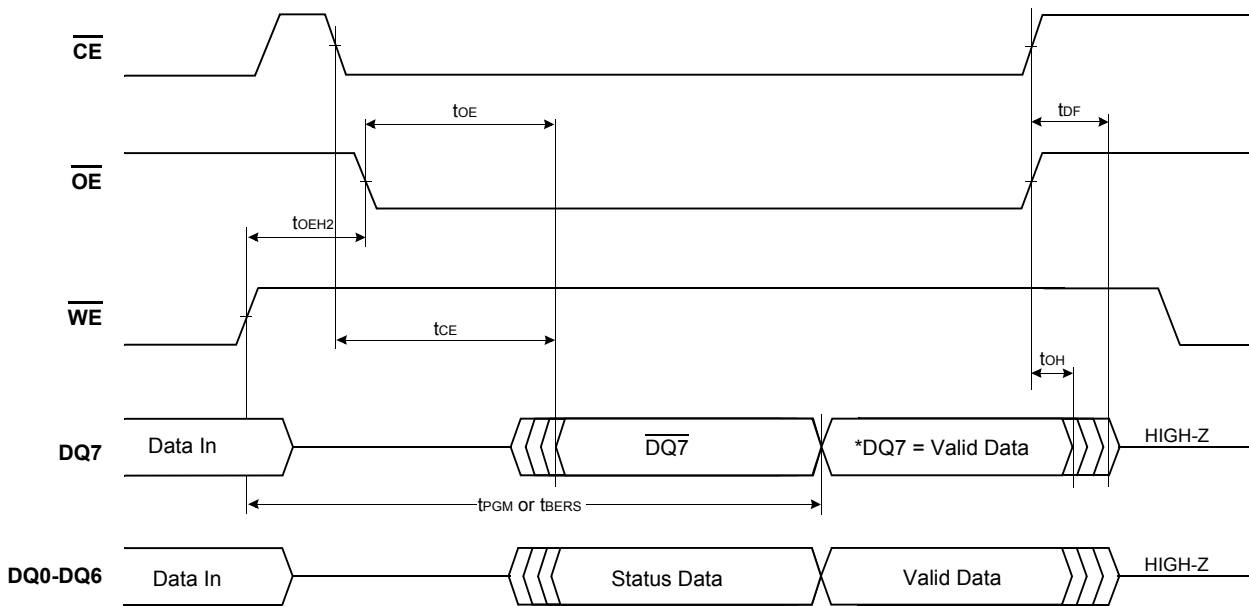 CE
tOE
tDF
OE
tOEH2
WE
tCE
tOH
DQ7
Data In
DQ7
*DQ7 = Valid Data
HIGH-Z
tPGM or tBERS
DQ0-DQ6
Data In
Status Data
Valid Data
HIGH-Z